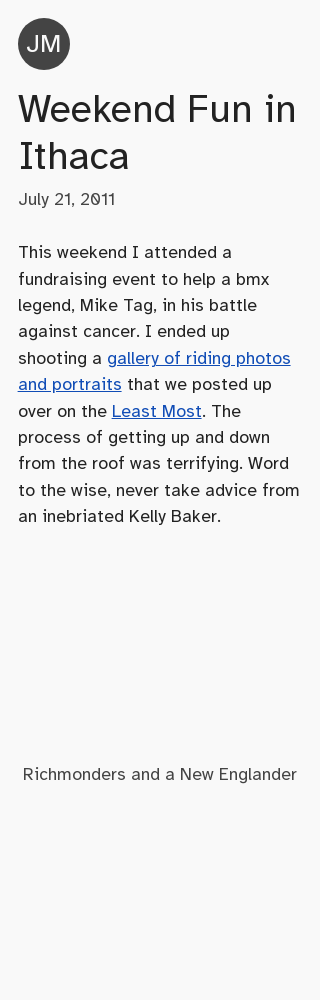 JM
Weekend Fun in
Ithaca
July 21, 2011
This weekend I attended a
fundraising event to help a bmx
legend, Mike Tag, in his battle
against cancer. I ended up
shooting a gallery of riding photos
and portraits that we posted up
over on the Least Most. The
process of getting up and down
from the roof was terrifying. Word
to the wise, never take advice from
an inebriated Kelly Baker.
Richmonders and a New Englander